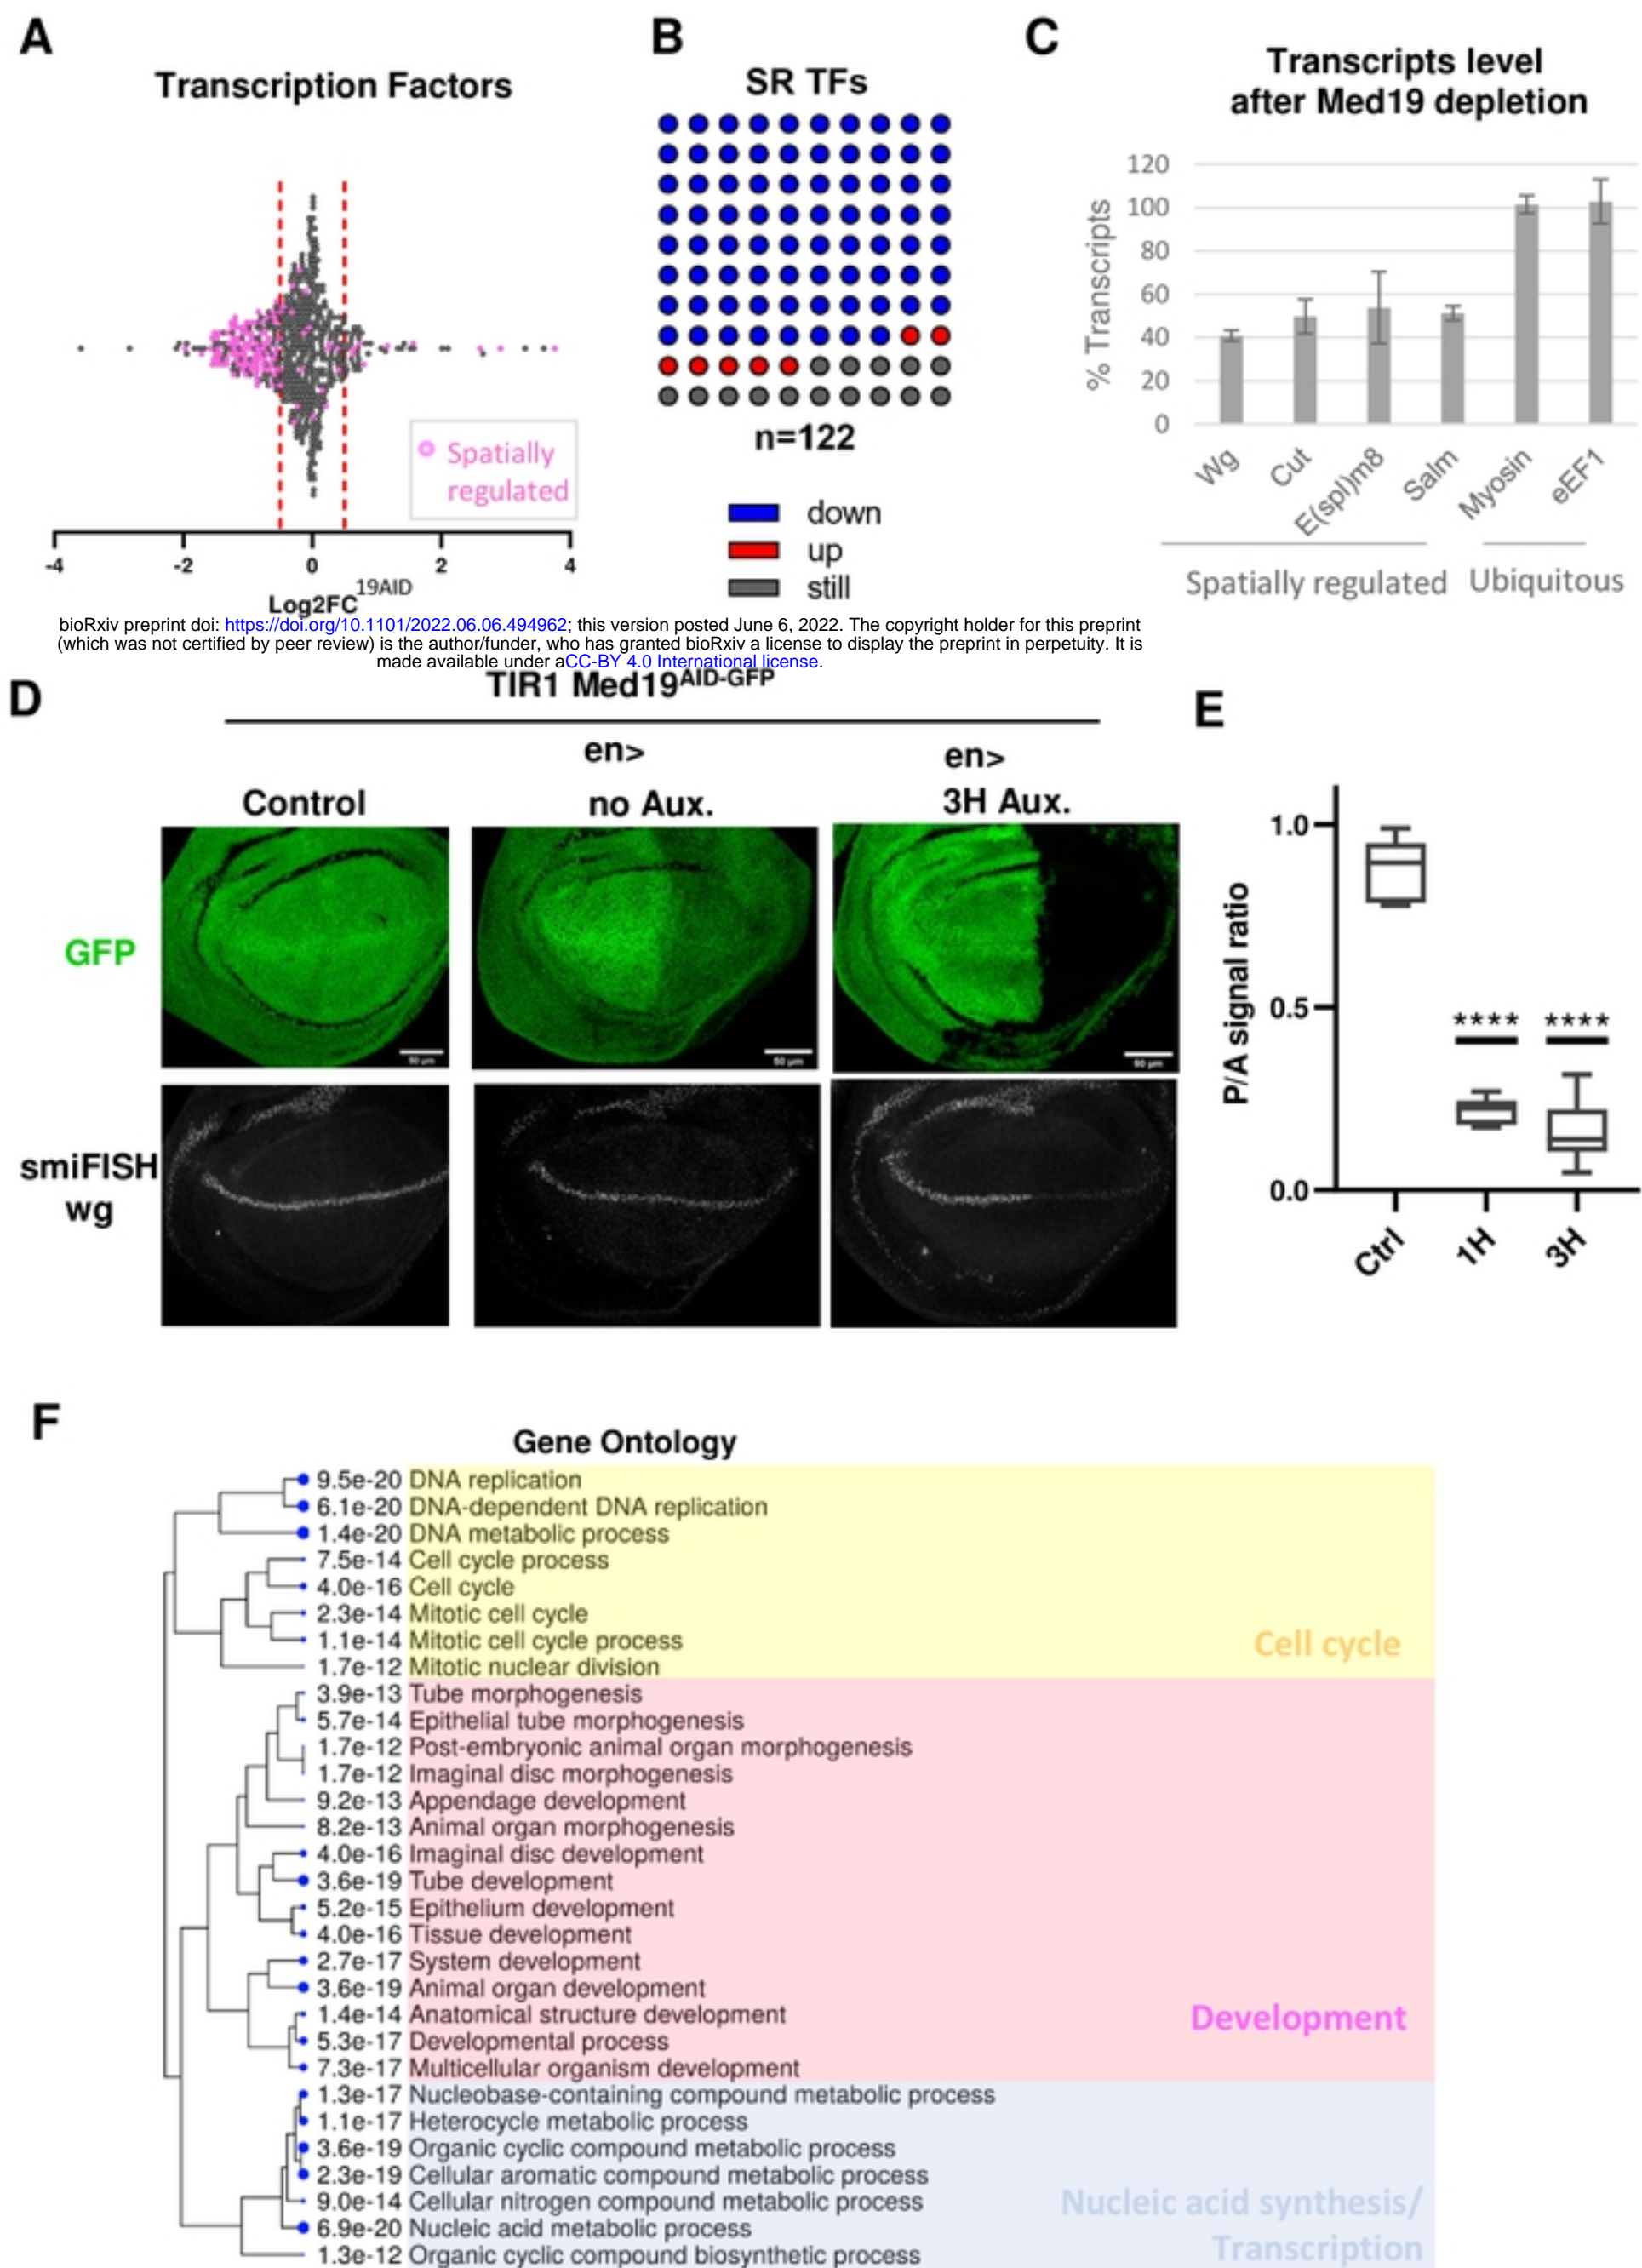 A
Transcription Factors
Spatially
regulated
-4 -2 0 2 4
Log2FC19AID
B
SR TFs
n=122
down
up
still
C
Transcripts level
after Med19 depletion
% Transcripts
120
100
80
60
40
20
0
Wg Cut E(spl)m8 Salm Myosin eEF1
Spatially regulated Ubiquitous
bioRxiv preprint doi: https://doi.org/10.1101/2022.06.06.494962; this version posted June 6, 2022. The copyright holder for this preprint
(which was not certified by peer review) is the author/funder, who has granted bioRxiv a license to display the preprint in perpetuity. It is
made available under aCC-BY 4.0 International license.
D
TIR1 Med19AID-GFP
en> en>
Control no Aux. 3H Aux.
GFP
50 µm 50 µm 50 µm
smiFISH
wg
E
P/A signal ratio
1.0
0.5
0.0
**** ****
Ctrl 1H 3H
F
Gene Ontology
9.5e-20 DNA replication
6.1e-20 DNA-dependent DNA replication
1.4e-20 DNA metabolic process
7.5e-14 Cell cycle process
4.0e-16 Cell cycle
2.3e-14 Mitotic cell cycle
1.1e-14 Mitotic cell cycle process
Cell cycle
1.7e-12 Mitotic nuclear division
3.9e-13 Tube morphogenesis
5.7e-14 Epithelial tube morphogenesis
1.7e-12 Post-embryonic animal organ morphogenesis
1.7e-12 Imaginal disc morphogenesis
9.2e-13 Appendage development
8.2e-13 Animal organ morphogenesis
4.0e-16 Imaginal disc development
3.6e-19 Tube development
5.2e-15 Epithelium development
4.0e-16 Tissue development
2.7e-17 System development
3.6e-19 Animal organ development
1.4e-14 Anatomical structure development
Development
5.3e-17 Developmental process
7.3e-17 Multicellular organism development
1.3e-17 Nucleobase-containing compound metabolic process
1.1e-17 Heterocycle metabolic process
3.6e-19 Organic cyclic compound metabolic process
2.3e-19 Cellular aromatic compound metabolic process
9.0e-14 Cellular nitrogen compound metabolic process
Nucleic acid synthesis/
6.9e-20 Nucleic acid metabolic process
Transcription
1.3e-12 Organic cyclic compound biosynthetic process